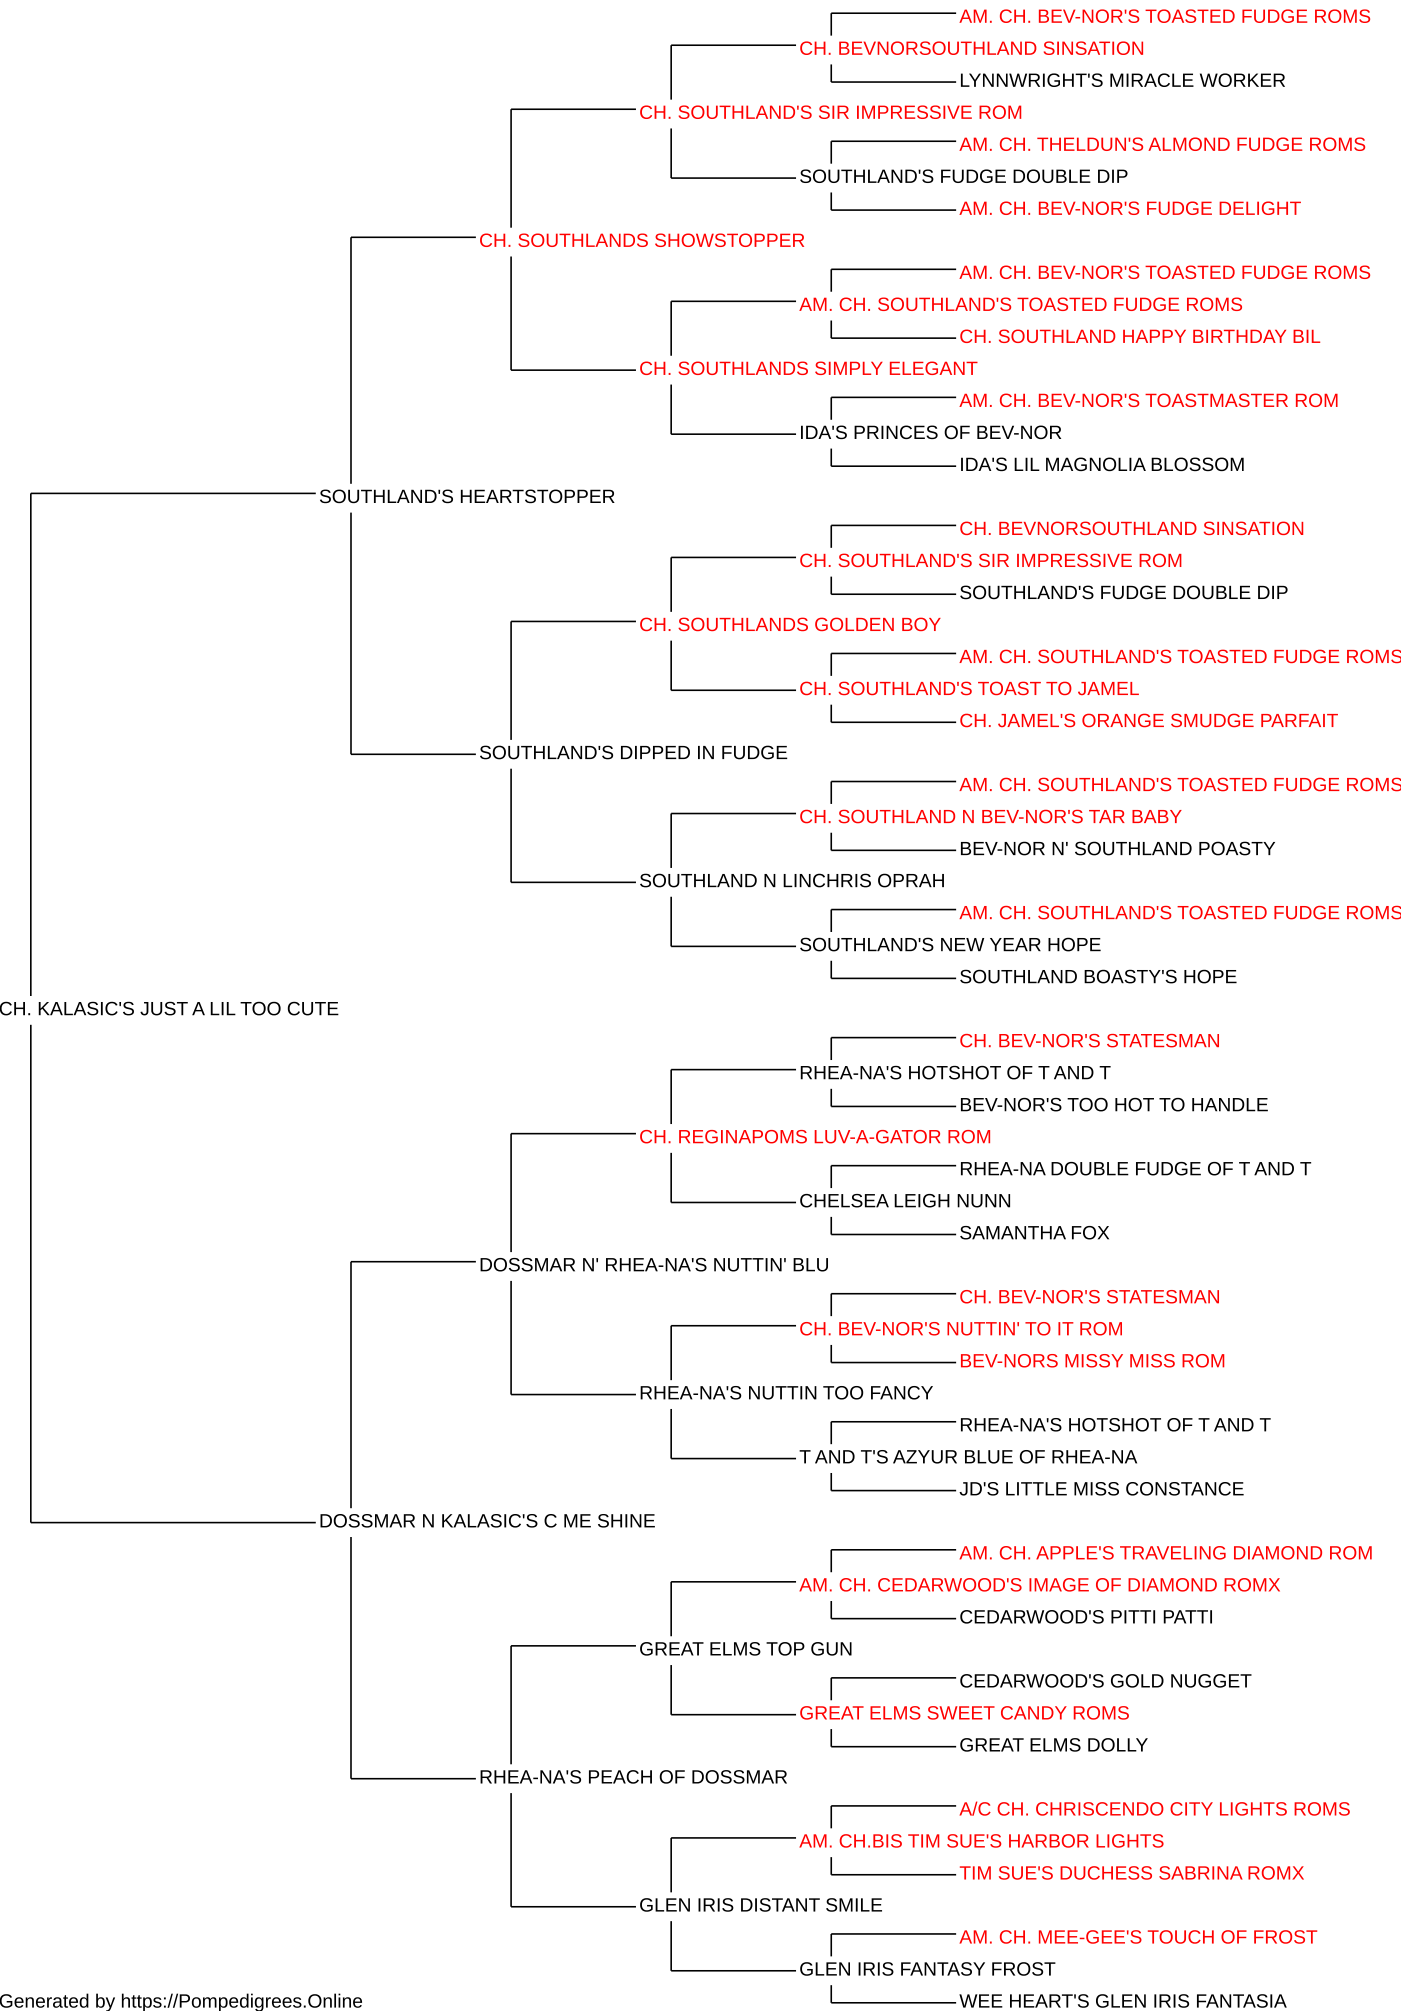 AM. CH. BEV-NOR'S TOASTED FUDGE ROMS
CH. BEVNORSOUTHLAND SINSATION
LYNNWRIGHT'S MIRACLE WORKER
CH. SOUTHLAND'S SIR IMPRESSIVE ROM
AM. CH. THELDUN'S ALMOND FUDGE ROMS
SOUTHLAND'S FUDGE DOUBLE DIP
AM. CH. BEV-NOR'S FUDGE DELIGHT
CH. SOUTHLANDS SHOWSTOPPER
AM. CH. BEV-NOR'S TOASTED FUDGE ROMS
AM. CH. SOUTHLAND'S TOASTED FUDGE ROMS
CH. SOUTHLAND HAPPY BIRTHDAY BIL
CH. SOUTHLANDS SIMPLY ELEGANT
AM. CH. BEV-NOR'S TOASTMASTER ROM
IDA'S PRINCES OF BEV-NOR
IDA'S LIL MAGNOLIA BLOSSOM
SOUTHLAND'S HEARTSTOPPER
CH. BEVNORSOUTHLAND SINSATION
CH. SOUTHLAND'S SIR IMPRESSIVE ROM
SOUTHLAND'S FUDGE DOUBLE DIP
CH. SOUTHLANDS GOLDEN BOY
AM. CH. SOUTHLAND'S TOASTED FUDGE ROMS
CH. SOUTHLAND'S TOAST TO JAMEL
CH. JAMEL'S ORANGE SMUDGE PARFAIT
SOUTHLAND'S DIPPED IN FUDGE
AM. CH. SOUTHLAND'S TOASTED FUDGE ROMS
CH. SOUTHLAND N BEV-NOR'S TAR BABY
BEV-NOR N' SOUTHLAND POASTY
SOUTHLAND N LINCHRIS OPRAH
AM. CH. SOUTHLAND'S TOASTED FUDGE ROMS
SOUTHLAND'S NEW YEAR HOPE
SOUTHLAND BOASTY'S HOPE
CH. KALASIC'S JUST A LIL TOO CUTE
CH. BEV-NOR'S STATESMAN
RHEA-NA'S HOTSHOT OF T AND T
BEV-NOR'S TOO HOT TO HANDLE
CH. REGINAPOMS LUV-A-GATOR ROM
RHEA-NA DOUBLE FUDGE OF T AND T
CHELSEA LEIGH NUNN
SAMANTHA FOX
DOSSMAR N' RHEA-NA'S NUTTIN' BLU
CH. BEV-NOR'S STATESMAN
CH. BEV-NOR'S NUTTIN' TO IT ROM
BEV-NORS MISSY MISS ROM
RHEA-NA'S NUTTIN TOO FANCY
RHEA-NA'S HOTSHOT OF T AND T
T AND T'S AZYUR BLUE OF RHEA-NA
JD'S LITTLE MISS CONSTANCE
DOSSMAR N KALASIC'S C ME SHINE
AM. CH. APPLE'S TRAVELING DIAMOND ROM
AM. CH. CEDARWOOD'S IMAGE OF DIAMOND ROMX
CEDARWOOD'S PITTI PATTI
GREAT ELMS TOP GUN
CEDARWOOD'S GOLD NUGGET
GREAT ELMS SWEET CANDY ROMS
GREAT ELMS DOLLY
RHEA-NA'S PEACH OF DOSSMAR
A/C CH. CHRISCENDO CITY LIGHTS ROMS
AM. CH.BIS TIM SUE'S HARBOR LIGHTS
TIM SUE'S DUCHESS SABRINA ROMX
GLEN IRIS DISTANT SMILE
AM. CH. MEE-GEE'S TOUCH OF FROST
GLEN IRIS FANTASY FROST
WEE HEART'S GLEN IRIS FANTASIA
Generated by https://Pompedigrees.Online